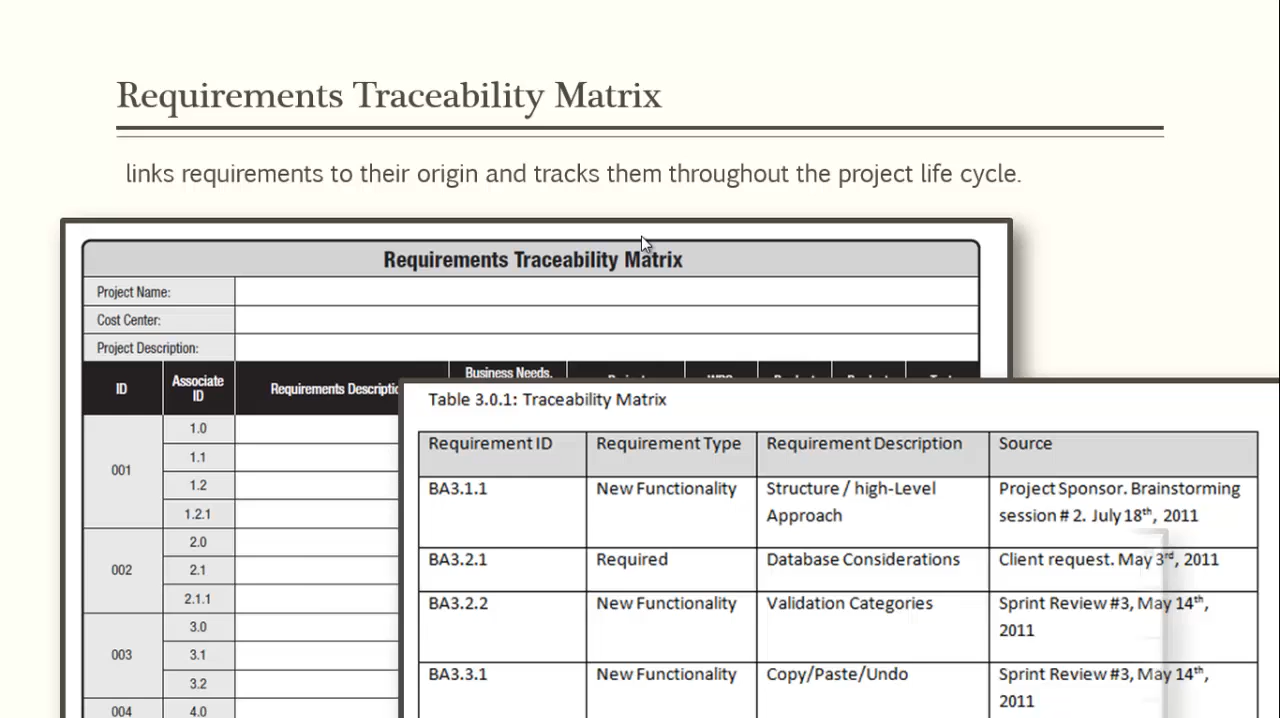 Requirements Traceability Matrix
links requirements to their origin and tracks them throughout the project life cycle.
Requirements Traceability Matrix
Project Name:
Cost Center:
Project Description:
ID
Associate ID
Requirements
Business Needs,
001
1.0
1.1
1.2
1.2.1
002
2.0
2.1
2.1.1
003
3.0
3.1
3.2
004
4.0
Table 3.0.1: Traceability Matrix
Requirement ID
Requirement Type
Requirement Description
Source
BA3.1.1
New Functionality
Structure / high-Level
Approach
Project Sponsor. Brainstorming
session # 2. July 18th, 2011
BA3.2.1
Required
Database Considerations
Client request. May 3rd, 2011
BA3.2.2
New Functionality
Validation Categories
Sprint Review #3, May 14th,
2011
BA3.3.1
New Functionality
Copy/Paste/Undo
Sprint Review #3, May 14th,
2011